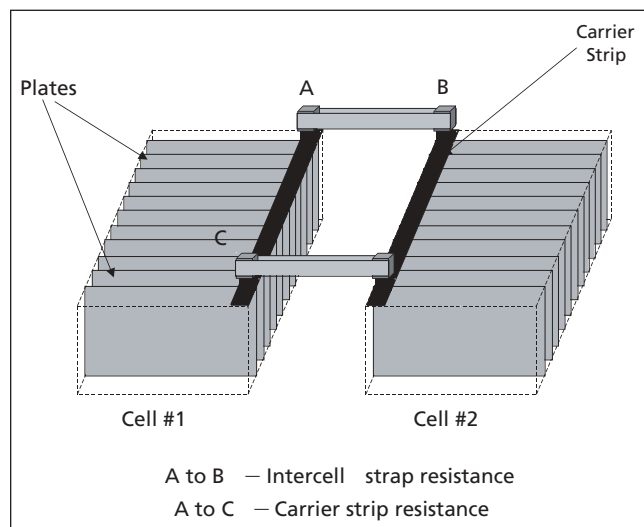 Carrier
Strip
A
B
Plates
C
Cell #1
Cell #2
A to B – Intercell strap resistance
A to C – Carrier strip resistance